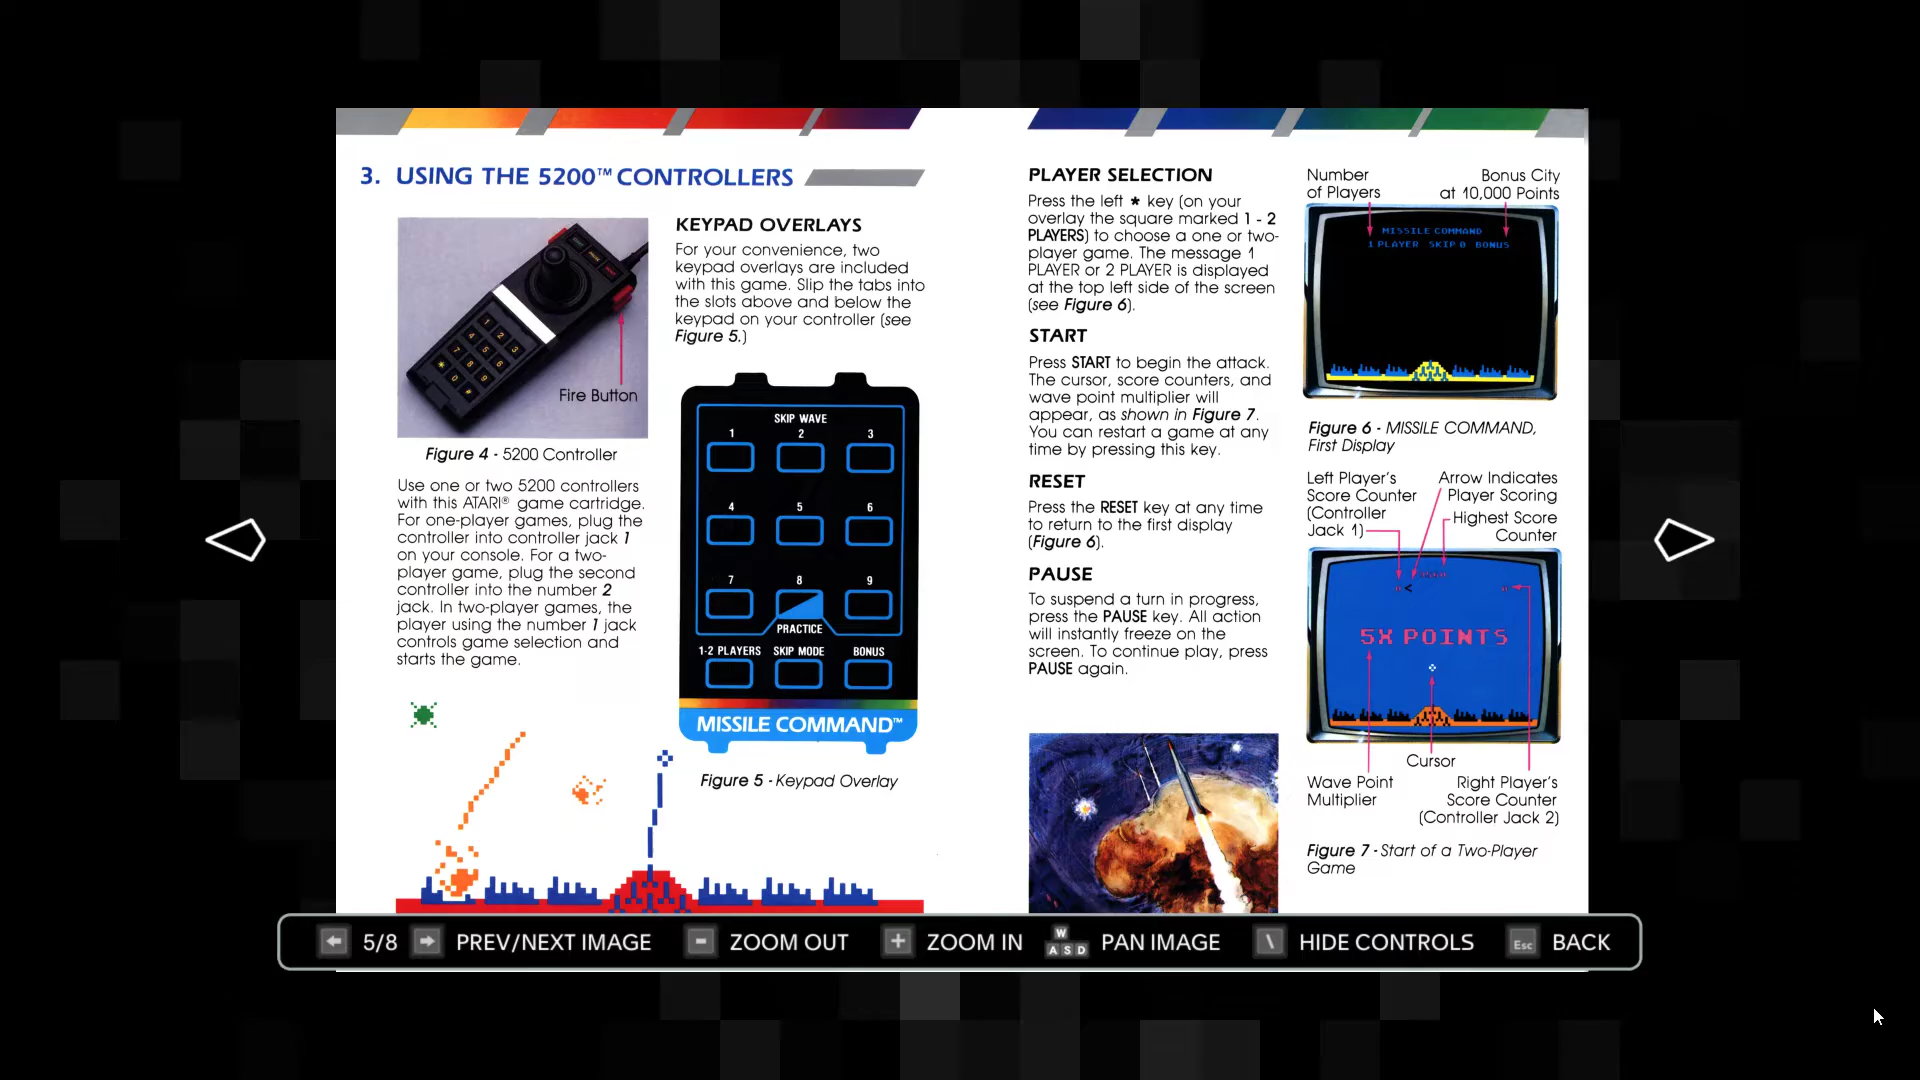 3. USING THE 5200™ CONTROLLERS
Fire Button
Figure 4 - 5200 Controller
Use one or two 5200 controllers
with this ATARI® game cartridge.
For one-player games, plug the
controller into controller jack 1
on your console. For a two-
player game, plug the second
controller into the number 2
jack. In two-player games, the
player using the number 1 jack
controls game selection and
starts the game.
KEYPAD OVERLAYS
For your convenience, two
keypad overlays are included
with this game. Slip the tabs into
the slots above and below the
keypad on your controller (see
Figure 5.)
SKIP WAVE
1 2 3
4 5 6
7 8 9
PRACTICE
1-2 PLAYERS SKIP MODE BONUS
MISSILE COMMAND™
Figure 5 - Keypad Overlay
PLAYER SELECTION
Press the left * key (on your
overlay the square marked 1 - 2
PLAYERS) to choose a one or two-
player game. The message 1
PLAYER or 2 PLAYER is displayed
at the top left side of the screen
(see Figure 6).
START
Press START to begin the attack.
The cursor, score counters, and
wave point multiplier will
appear, as shown in Figure 7.
You can restart a game at any
time by pressing this key.
RESET
Press the RESET key at any time
to return to the first display
(Figure 6).
PAUSE
To suspend a turn in progress,
press the PAUSE key. All action
will instantly freeze on the
screen. To continue play, press
PAUSE again.
Number
of Players
Bonus City
at 10,000 Points
MISSILE COMMAND
1 PLAYER SKIP 0 BONUS
Figure 6 - MISSILE COMMAND,
First Display
Left Player's
Score Counter
(Controller
Jack 1)
Arrow Indicates
Player Scoring
Highest Score
Counter
5X POINTS
Cursor
Wave Point
Multiplier
Right Player's
Score Counter
(Controller Jack 2)
Figure 7 - Start of a Two-Player
Game
5/8 PREV/NEXT IMAGE - ZOOM OUT + ZOOM IN W A S D PAN IMAGE \ HIDE CONTROLS Esc BACK